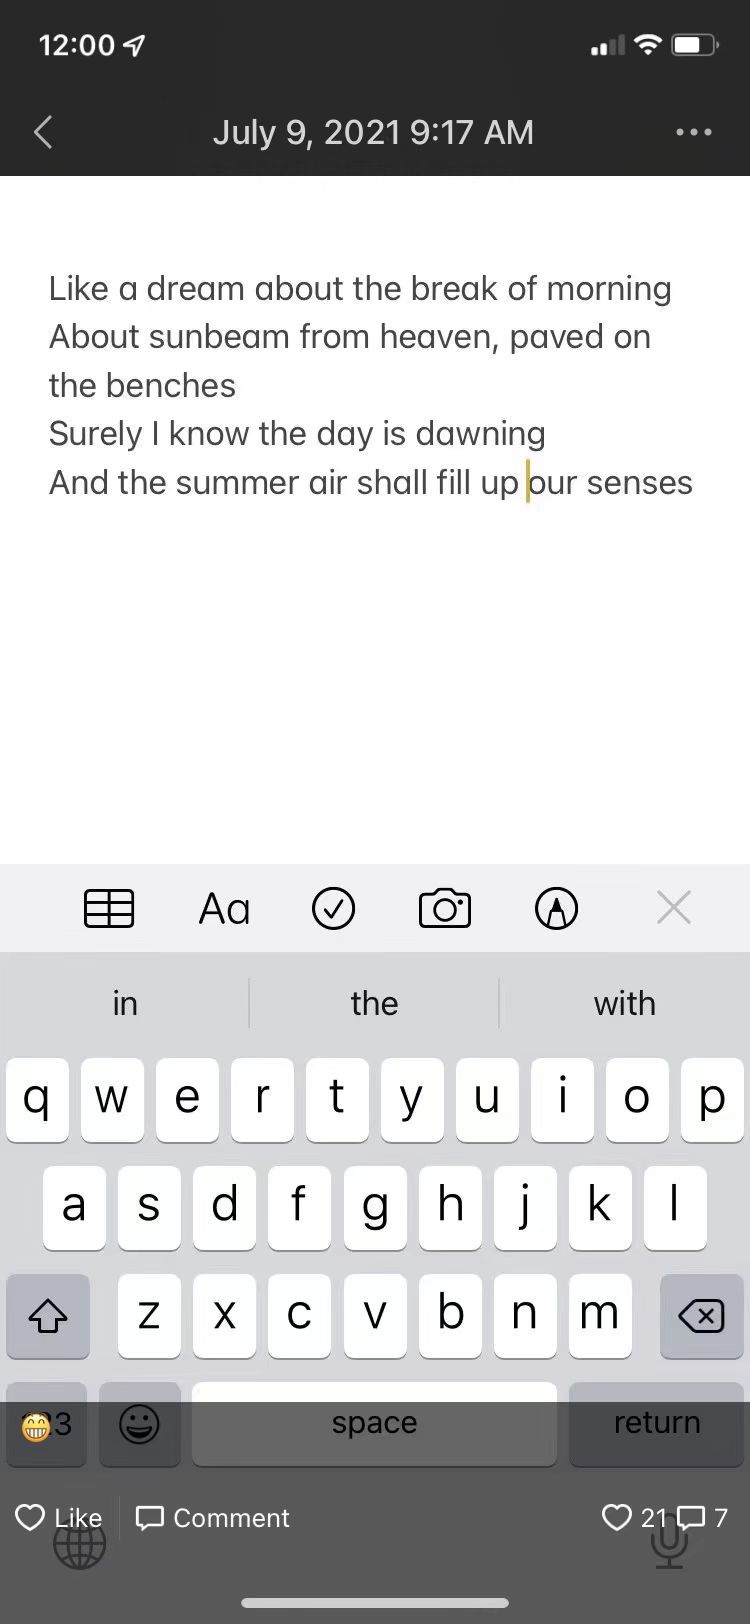 12:00
July 9, 2021 9:17 AM
Like a dream about the break of morning
About sunbeam from heaven, paved on
the benches
Surely I know the day is dawning
And the summer air shall fill up our senses
Aa
in the with
q w e r t y u i o p
a s d f g h j k l
z x c v b n m
123 space return
Like Comment 21 7